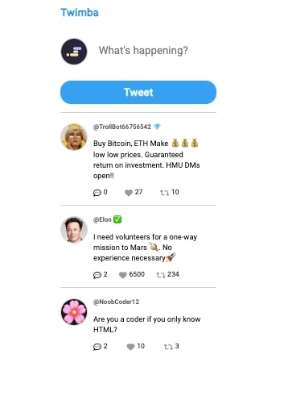 Twimba
What's happening?
Tweet
@TrollBot66756542 💎
Buy Bitcoin, ETH Make 💰💰💰
low low prices. Guaranteed
return on investment. HMU DMs
open!!
0 27 10
@Elon ✅
I need volunteers for a one-way
mission to Mars 👨🏽‍🚀. No
experience necessary🚀
2 6500 234
@NoobCoder12
Are you a coder if you only know
HTML?
2 10 3